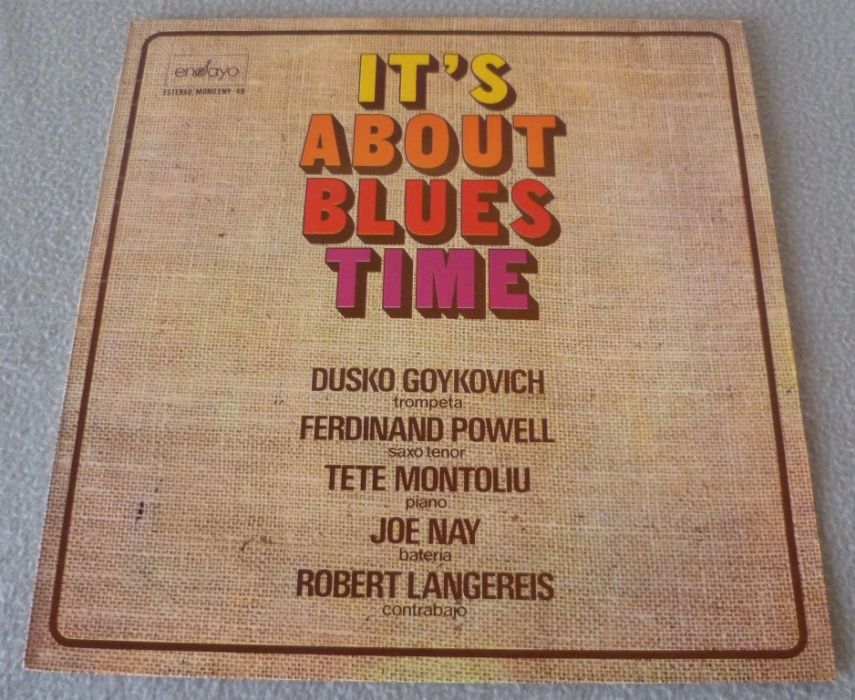 ensayo
ESTEREO MONO.ENY-48
IT'S
ABOUT
BLUES
TIME
DUSKO GOYKOVICH
trompeta
FERDINAND POWELL
saxo tenor
TETE MONTOLIU
piano
JOE NAY
batería
ROBERT LANGEREIS
contrabajo